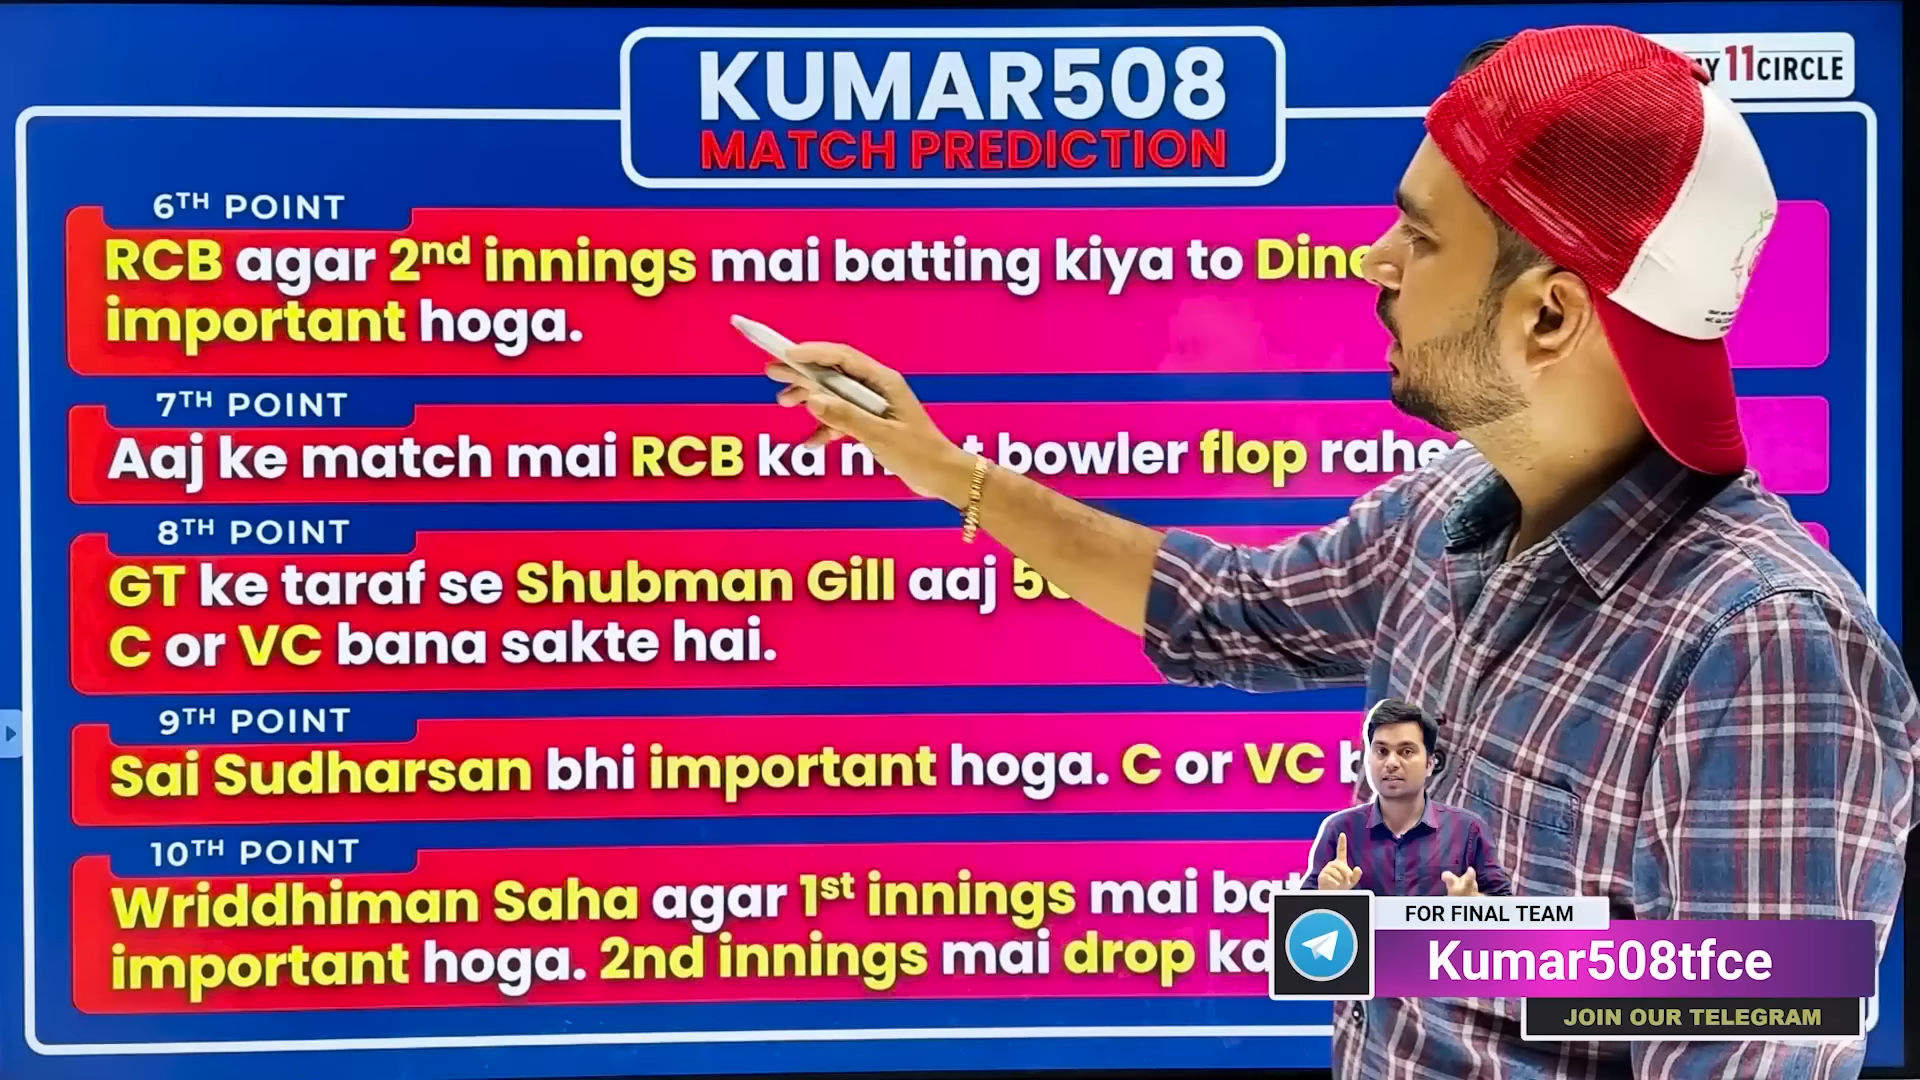 KUMAR508
MATCH PREDICTION
11CIRCLE
6TH POINT
RCB agar 2nd innings mai batting kiya to
important hoga.
7TH POINT
Aaj ke match mai RCB ka bowler flop
8TH POINT
GT ke taraf se Shubman Gill aaj
C or VC bana sakte hai.
9TH POINT
Sai Sudharsan bhi important hoga. C or VC
10TH POINT
Wriddhiman Saha agar 1st innings mai
important hoga. 2nd innings mai drop
FOR FINAL TEAM
Kumar508tfce
JOIN OUR TELEGRAM